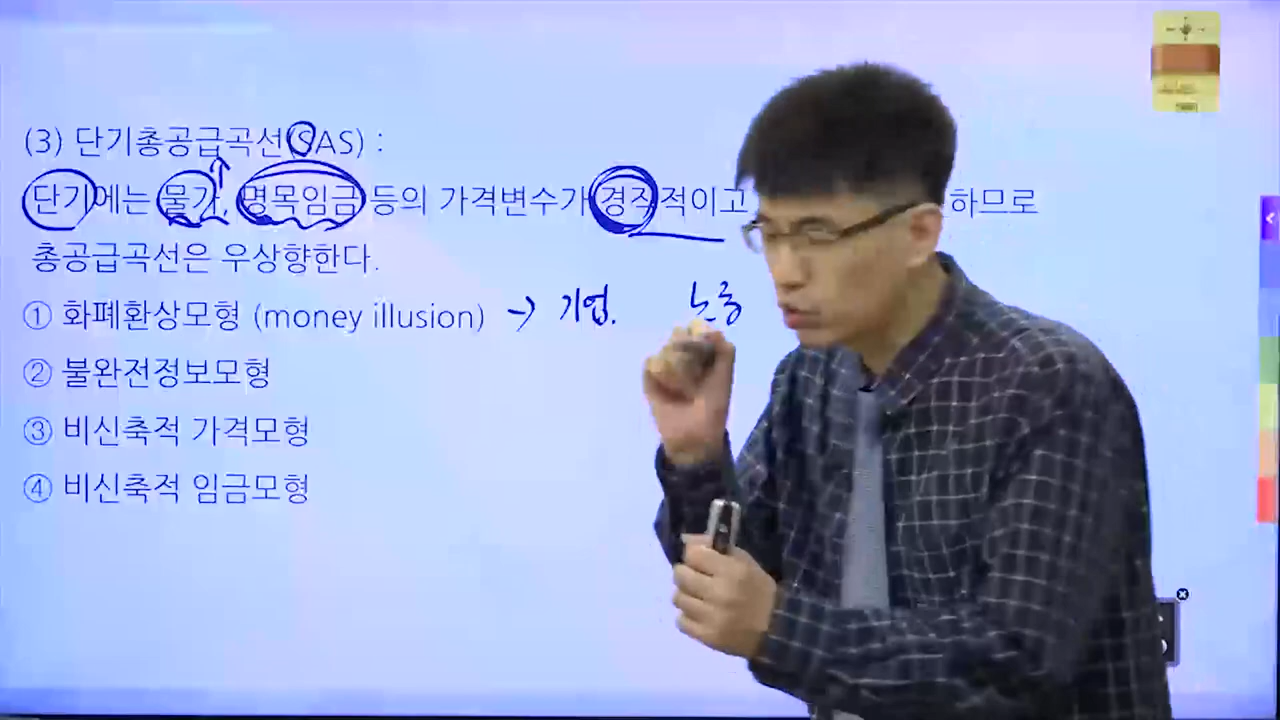 (3) 단기총공급곡선(SAS) :
단기에는 물가, 명목임금 등의 가격변수가 경직적이고 하므로
총공급곡선은 우상향한다.
① 화폐환상모형 (money illusion) → 기업.
② 불완전정보모형
③ 비신축적 가격모형
④ 비신축적 임금모형